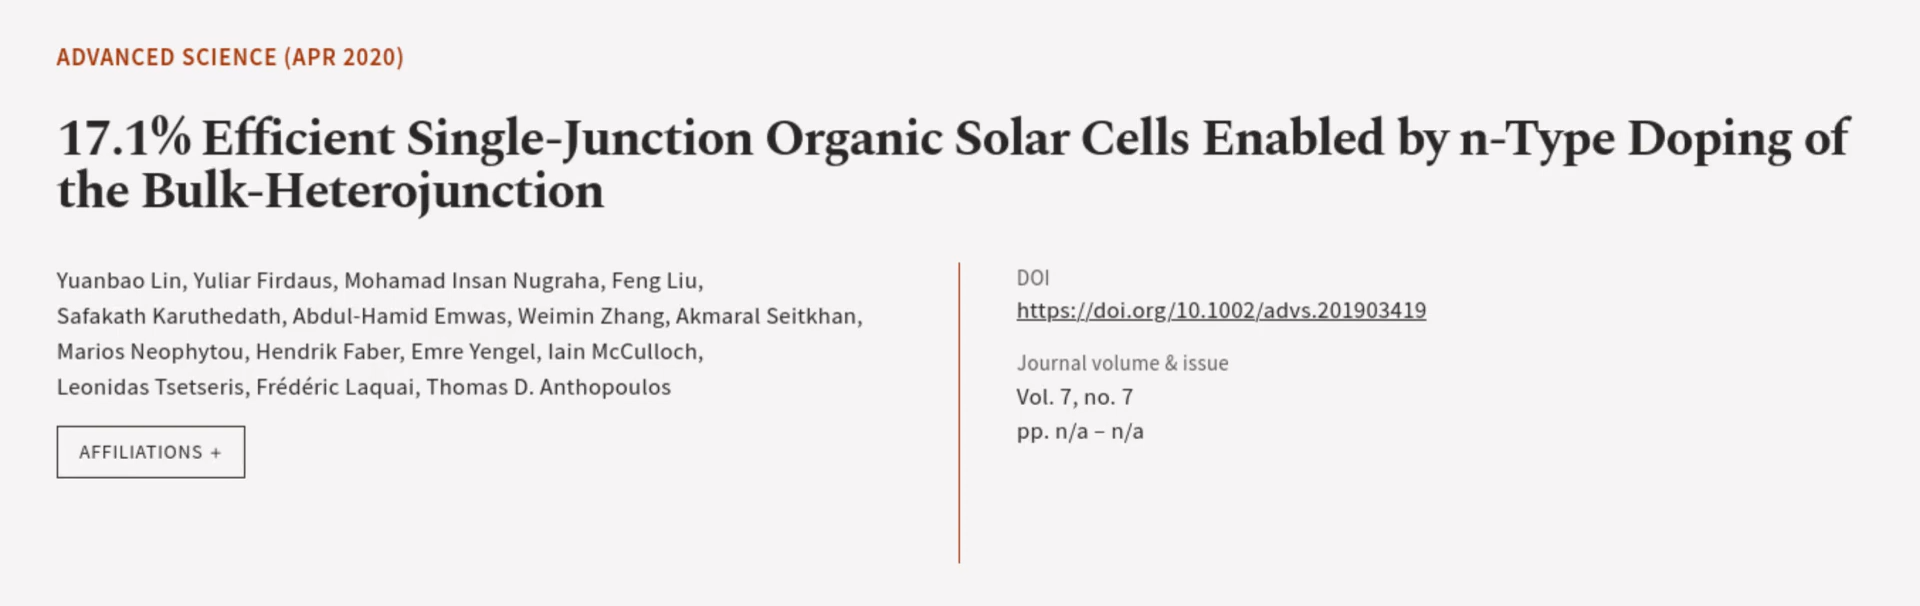 ADVANCED SCIENCE (APR 2020)
17.1% Efficient Single-Junction Organic Solar Cells Enabled by n-Type Doping of
the Bulk-Heterojunction
Yuanbao Lin, Yuliar Firdaus, Mohamad Insan Nugraha, Feng Liu,
Safakath Karuthedath, Abdul-Hamid Emwas, Weimin Zhang, Akmaral Seitkhan,
Marios Neophytou, Hendrik Faber, Emre Yengel, Iain McCulloch,
Leonidas Tsetseris, Frédéric Laquai, Thomas D. Anthopoulos
AFFILIATIONS +
DOI
https://doi.org/10.1002/advs.201903419
Journal volume & issue
Vol. 7, no. 7
pp. n/a – n/a